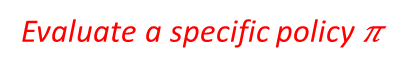 Evaluate a specific policy π